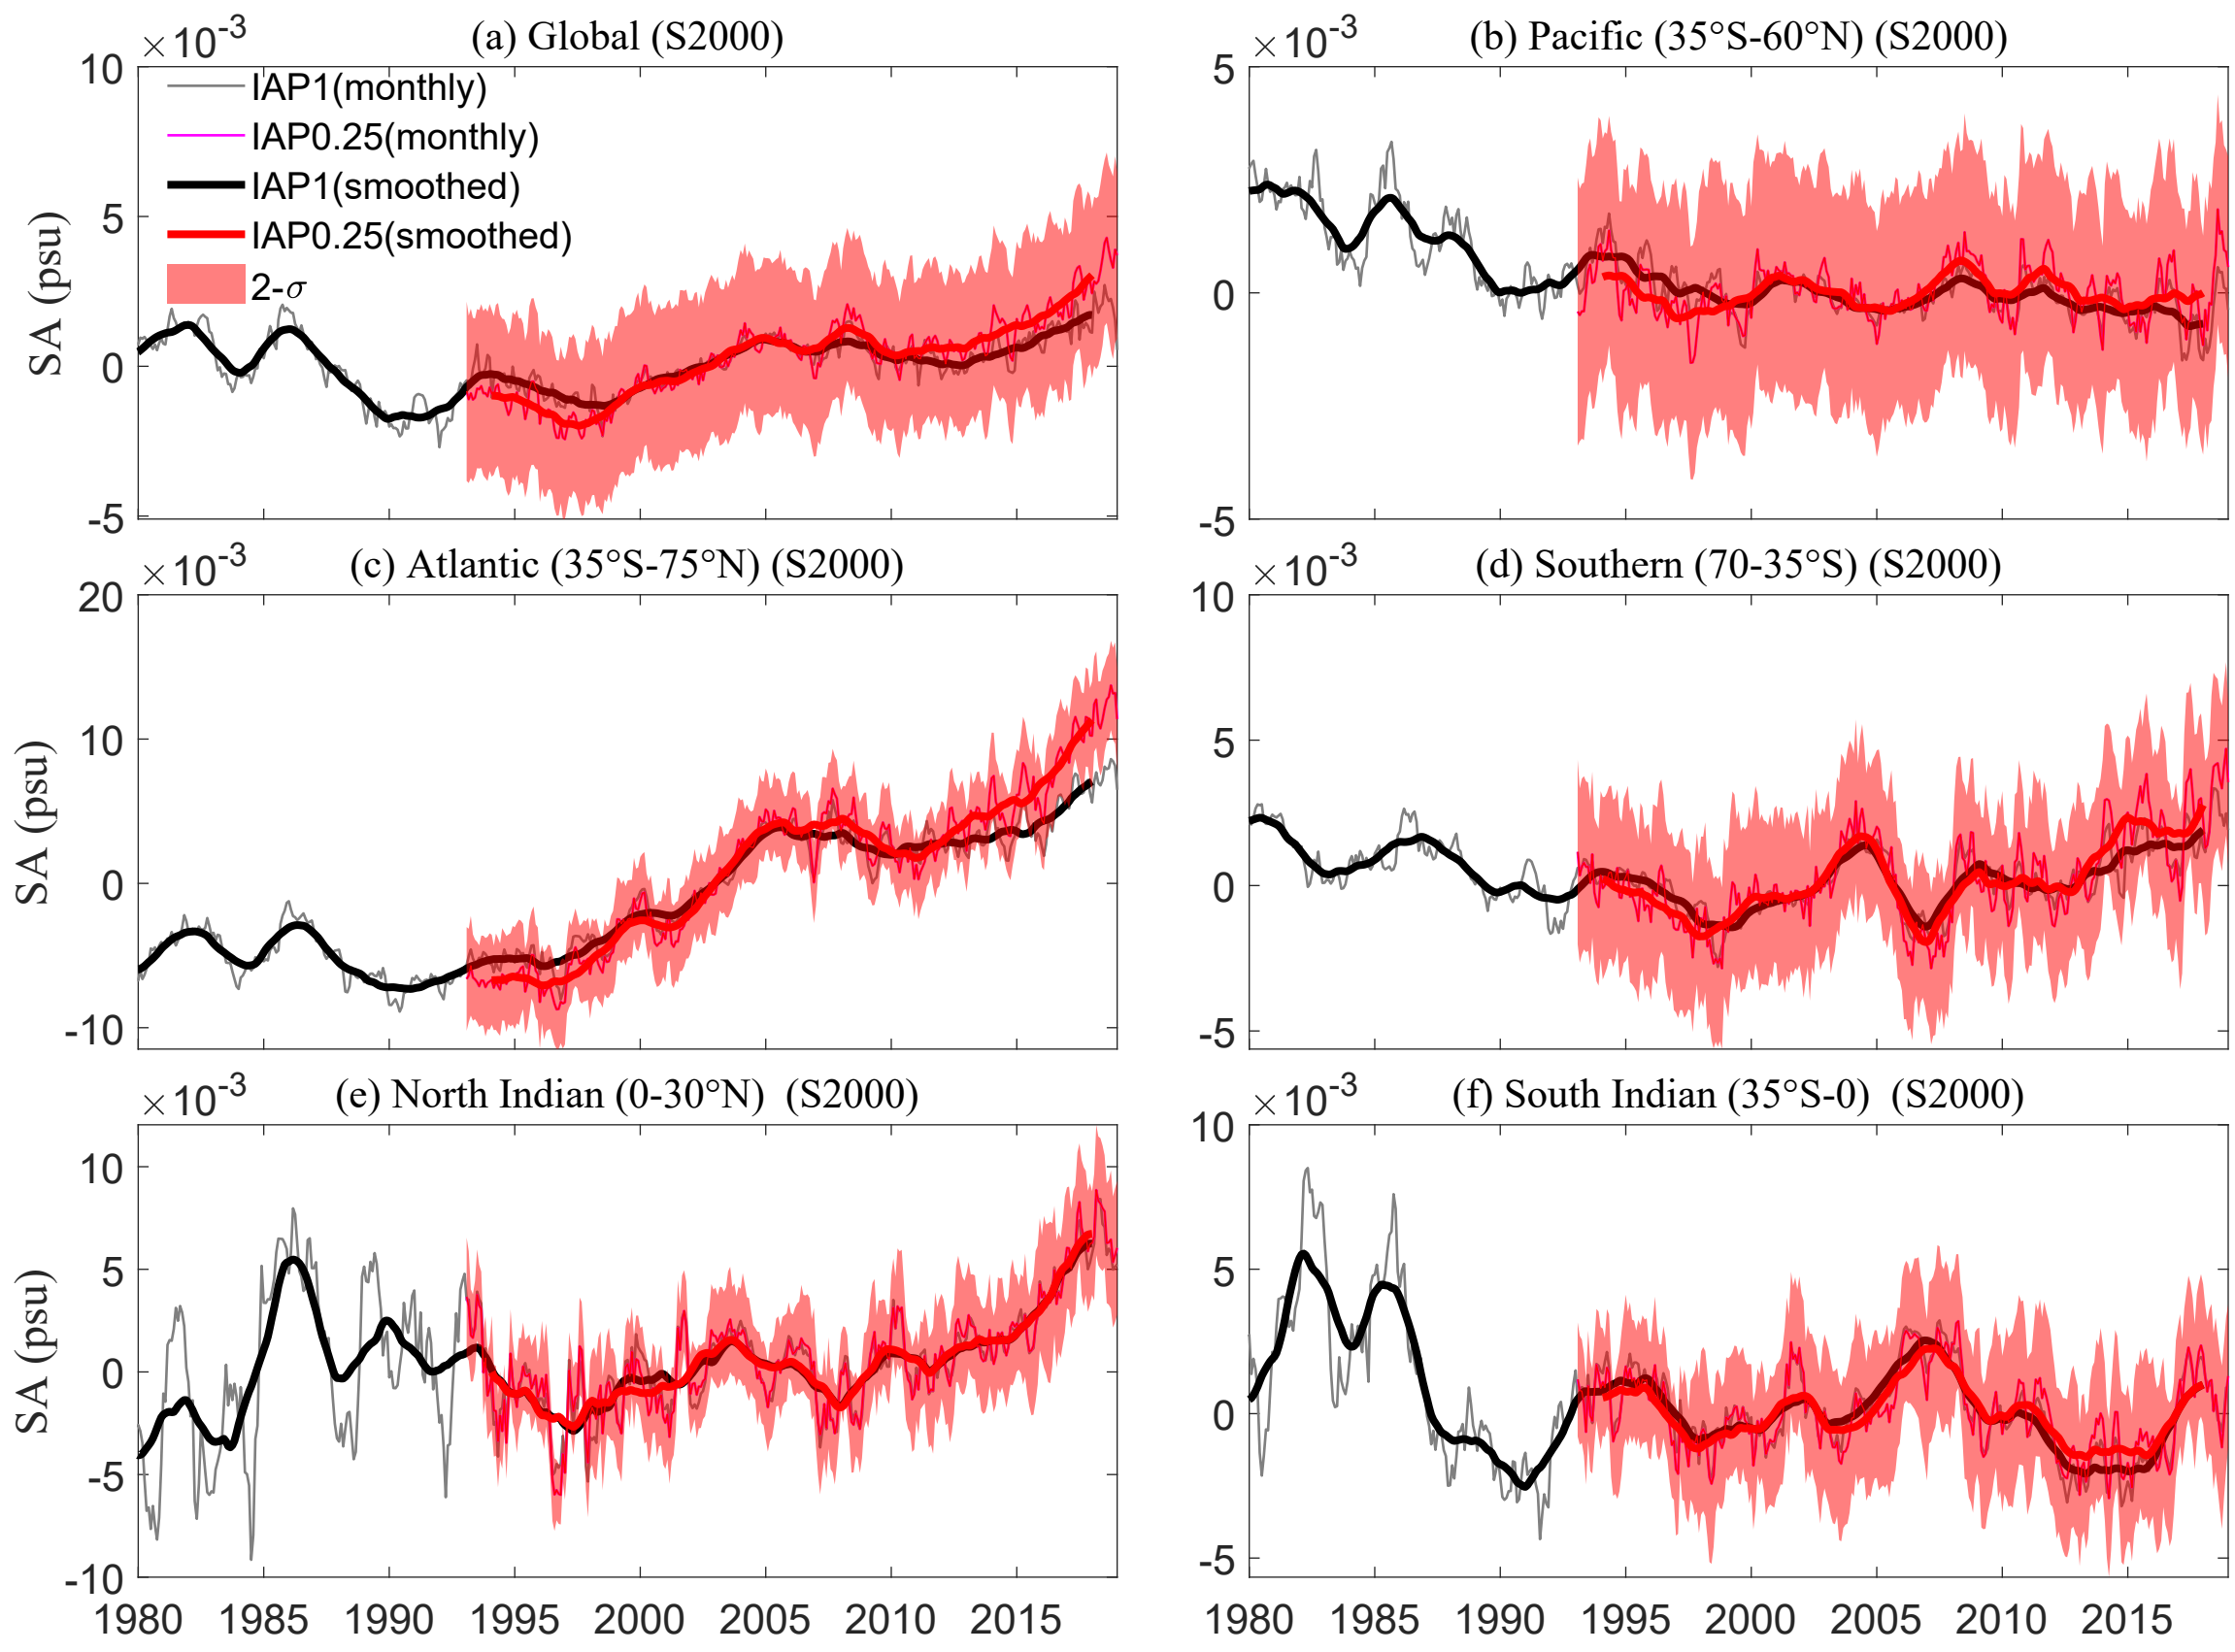 ×10-3
(a) Global (S2000)
10
5
0
-5
SA (psu)
IAP1(monthly)
IAP0.25(monthly)
IAP1(smoothed)
IAP0.25(smoothed)
2-σ
×10-3
(b) Pacific (35°S-60°N) (S2000)
5
0
-5
×10-3
(c) Atlantic (35°S-75°N) (S2000)
20
10
0
-10
SA (psu)
×10-3
(d) Southern (70-35°S) (S2000)
10
5
0
-5
×10-3
(e) North Indian (0-30°N) (S2000)
10
5
0
-5
-10
SA (psu)
1980 1985 1990 1995 2000 2005 2010 2015
×10-3
(f) South Indian (35°S-0) (S2000)
10
5
0
-5
1980 1985 1990 1995 2000 2005 2010 2015